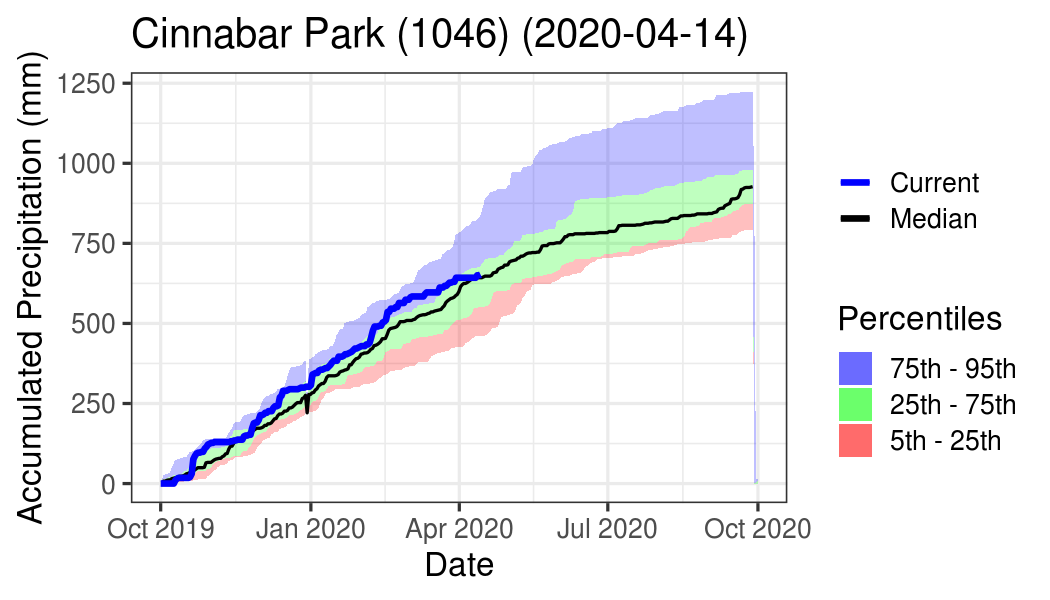 Cinnabar Park (1046) (2020-04-14)
Accumulated Precipitation (mm)
1250
1000
750
500
250
0
Oct 2019
Jan 2020
Apr 2020
Jul 2020
Oct 2020
Date
Current
Median
Percentiles
75th - 95th
25th - 75th
5th - 25th